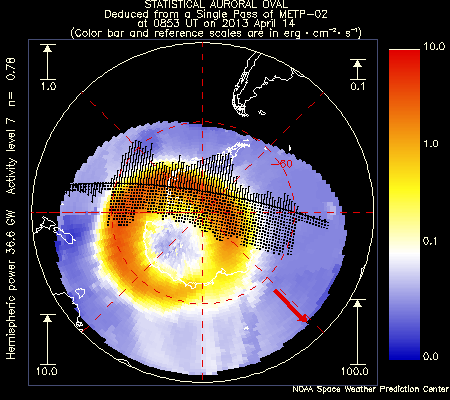 STATISTICAL AURORAL OVAL
Deduced from a Single Pass of METP-02
at 0853 UT on 2013 April 14
(Color bar and reference scales are in erg·cm⁻²·s⁻¹)
10.0
1.0
0.1
1.0
-60
0.1
Hemispheric power 36.6 GW Activity level 7 n= 0.78
10.0
100.0
0.0
NOAA Space Weather Prediction Center